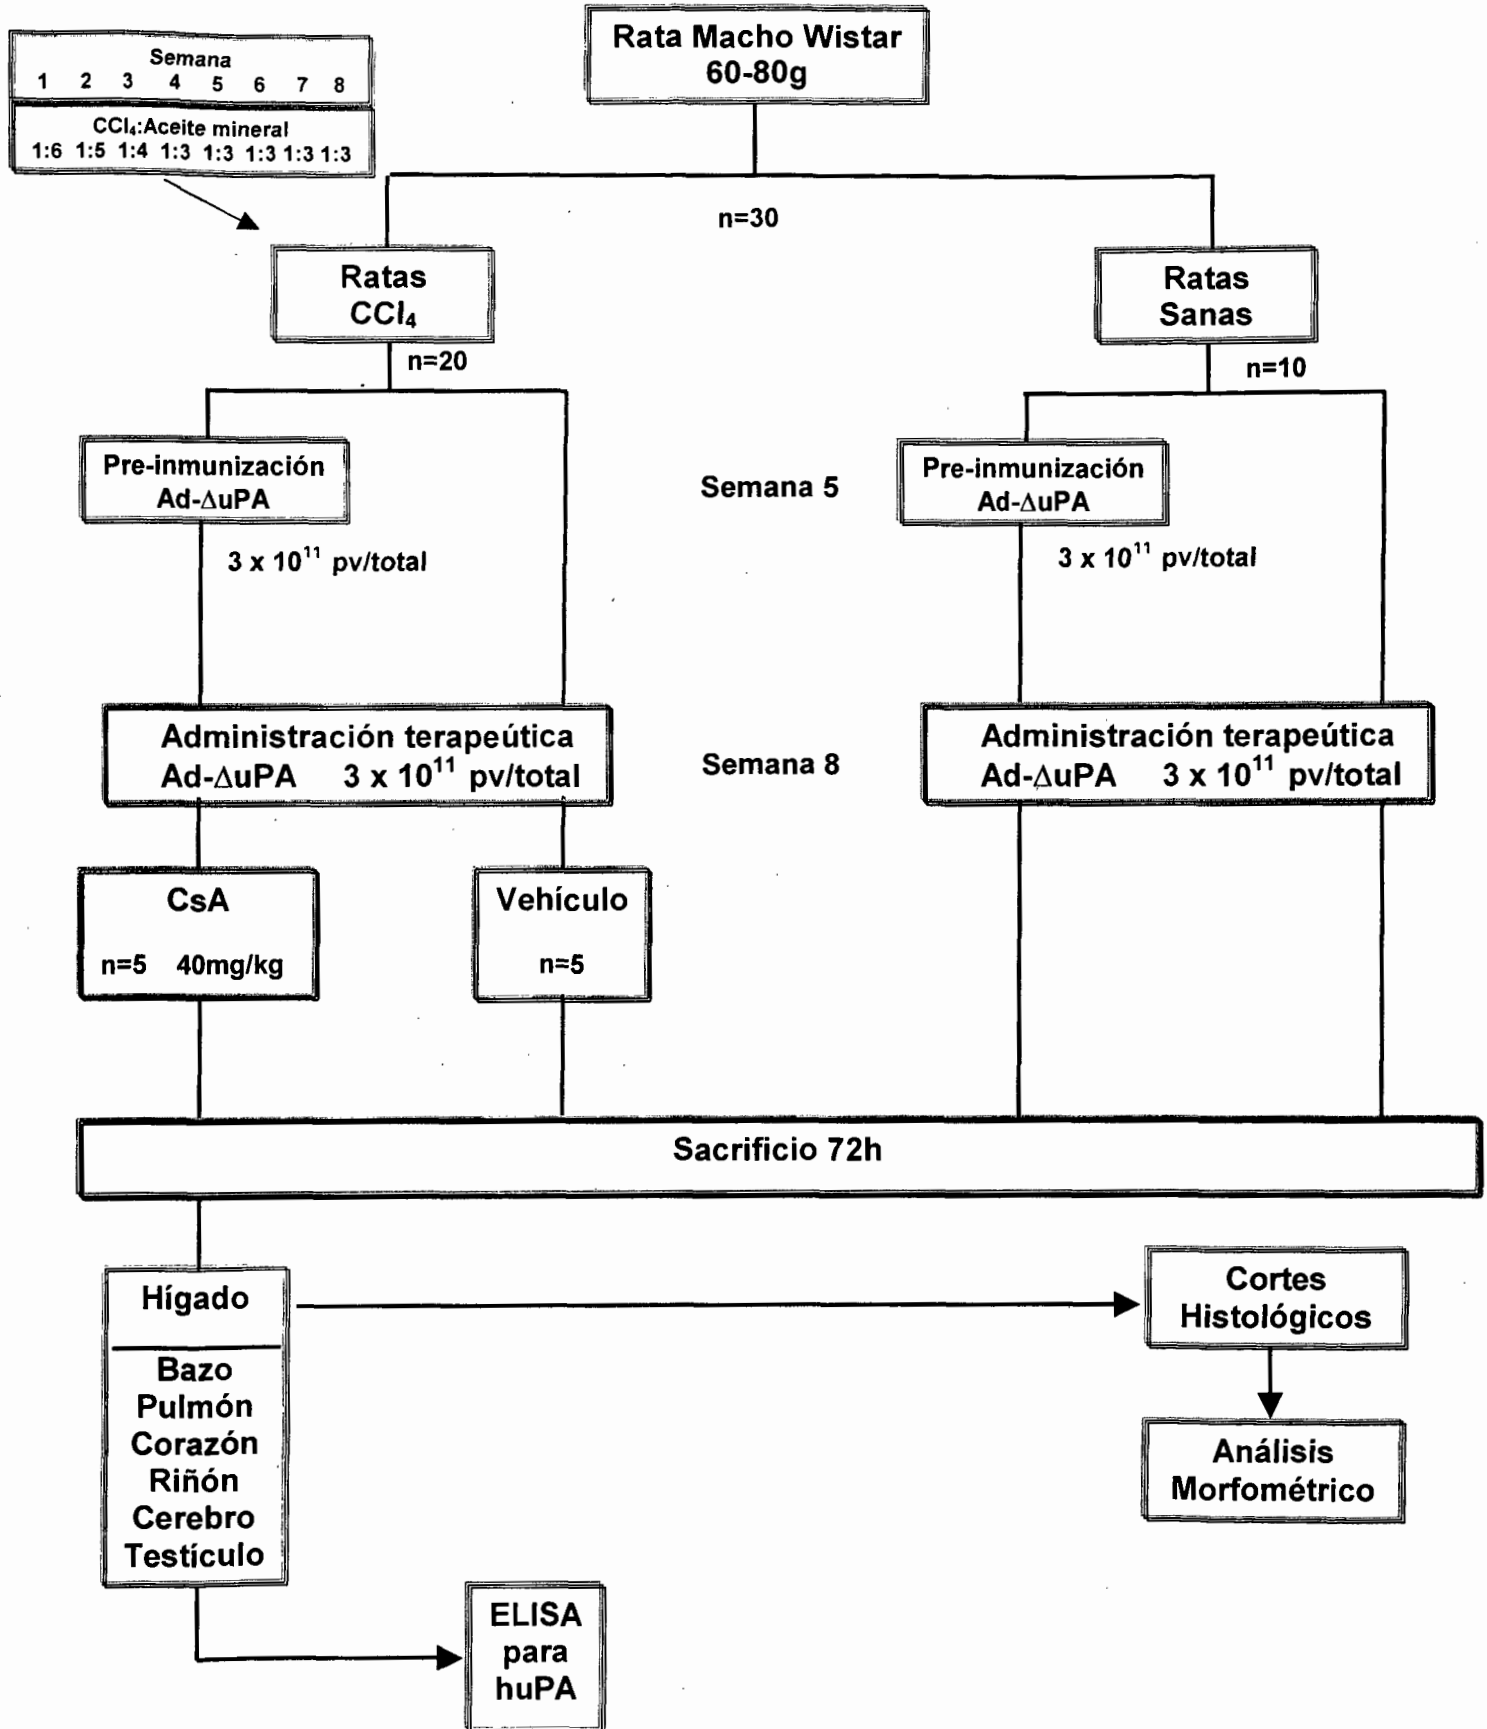 Rata Macho Wistar
60-80g
Semana
1 2 3 4 5 6 7 8
CCl₄:Aceite mineral
1:6 1:5 1:4 1:3 1:3 1:3 1:3 1:3
n=30
Ratas
CCl₄
Ratas
Sanas
n=20
n=10
Pre-inmunización
Ad-ΔuPA
Semana 5
Pre-inmunización
Ad-ΔuPA
3 x 10¹¹ pv/total
3 x 10¹¹ pv/total
Administración terapeútica
Ad-ΔuPA 3 x 10¹¹ pv/total
Semana 8
Administración terapeútica
Ad-ΔuPA 3 x 10¹¹ pv/total
CsA
n=5 40mg/kg
Vehículo
n=5
Sacrificio 72h
Hígado
Bazo
Pulmón
Corazón
Riñón
Cerebro
Testículo
Cortes
Histológicos
Análisis
Morfométrico
ELISA
para
huPA